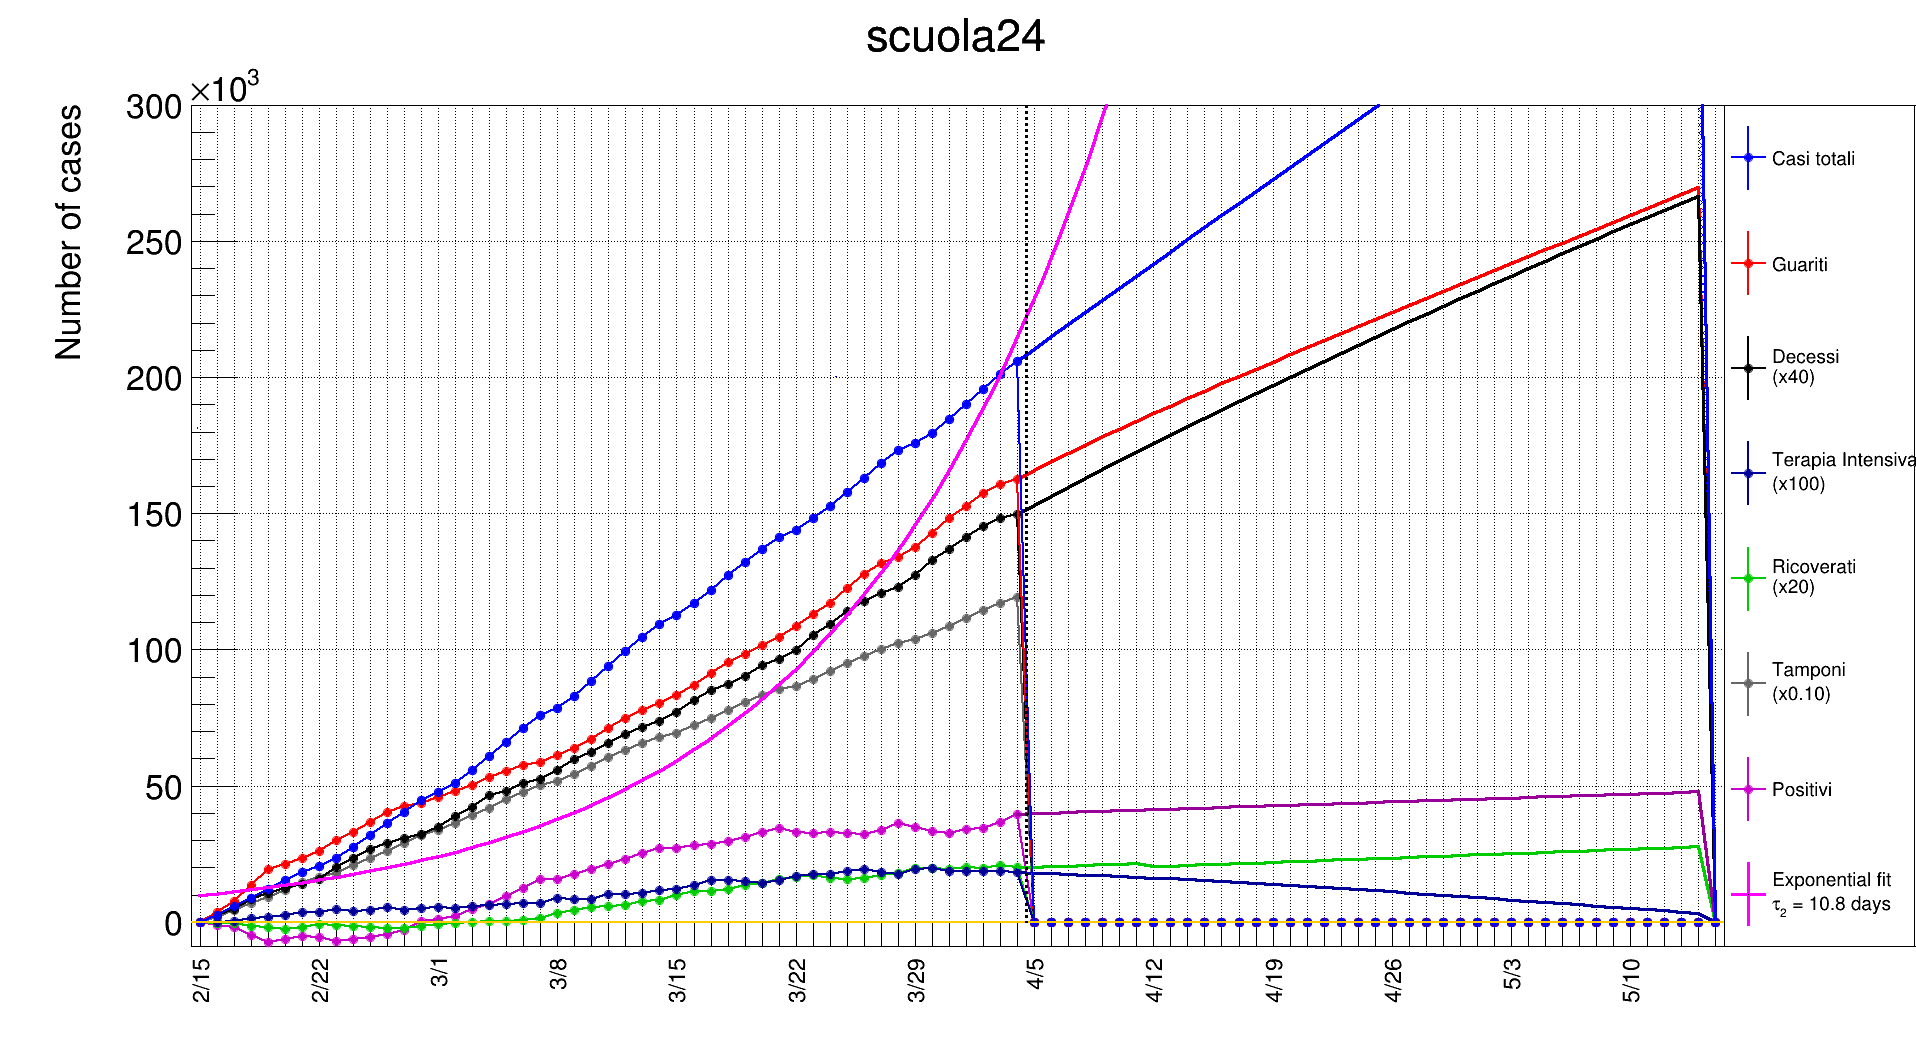 scuola24
×10³
Number of cases
300
250
200
150
100
50
0
2/15
2/22
3/1
3/8
3/15
3/22
3/29
4/5
4/12
4/19
4/26
5/3
5/10
Casi totali
Guariti
Decessi
(x40)
Terapia Intensiva
(x100)
Ricoverati
(x20)
Tamponi
(x0.10)
Positivi
Exponential fit
τ₂ = 10.8 days